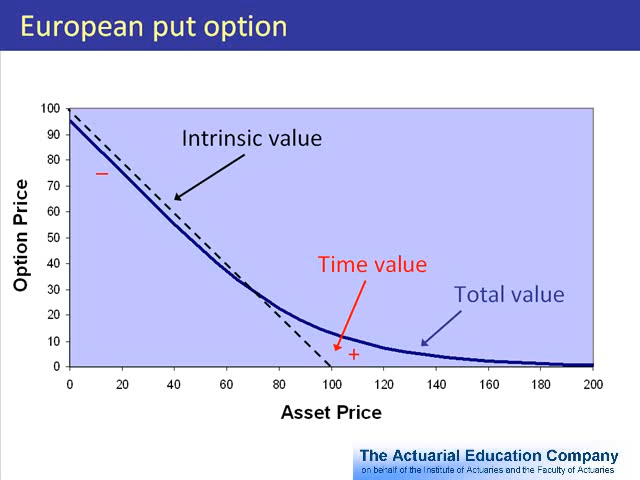 European put option
100
90
80
70
60
50
40
30
20
10
0
Option Price
Intrinsic value
–
Time value
Total value
+
0 20 40 60 80 100 120 140 160 180 200
Asset Price
The Actuarial Education Company
on behalf of the Institute of Actuaries and the Faculty of Actuaries